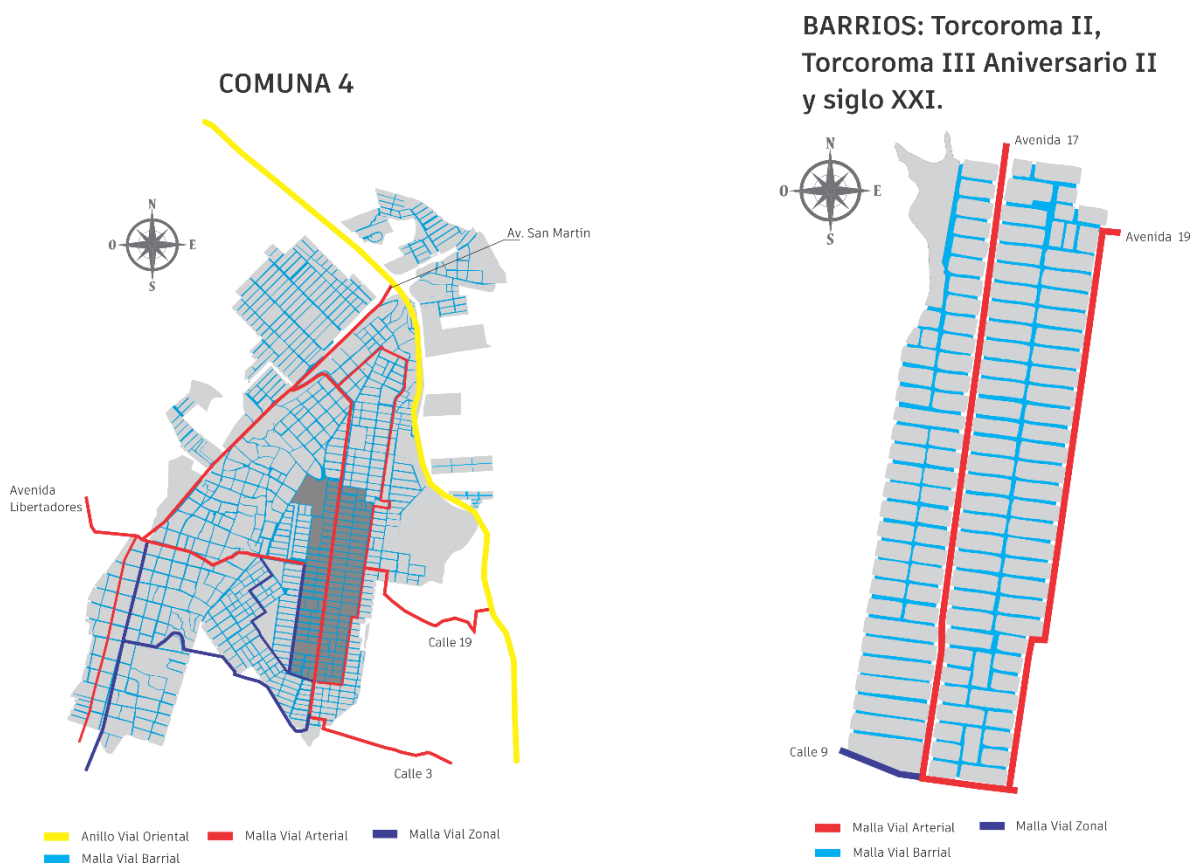 COMUNA 4
N
O
E
S
Av. San Martín
Avenida
Libertadores
Calle 19
Calle 3
Anillo Vial Oriental
Malla Vial Arterial
Malla Vial Zonal
Malla Vial Barrial
BARRIOS: Torcoroma II,
Torcoroma III Aniversario II
y siglo XXI.
N
O
E
S
Avenida 17
Avenida 19
Calle 9
Malla Vial Arterial
Malla Vial Zonal
Malla Vial Barrial